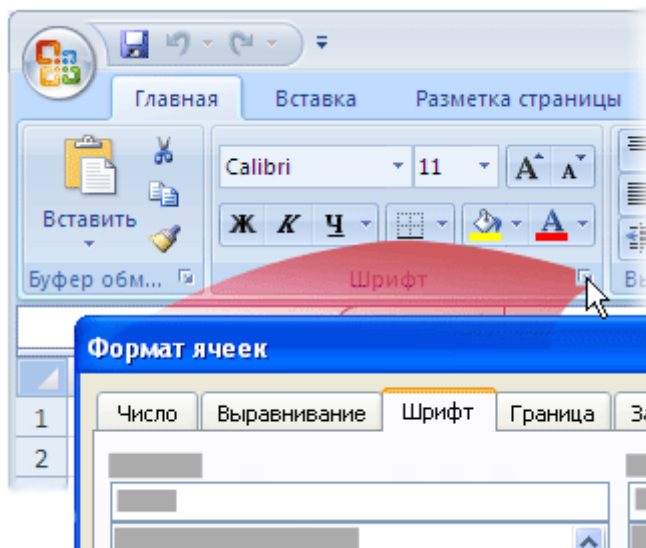 Главная Вставка Разметка страницы
Calibri 11 A A
Вставить
Ж К Ч А
Буфер обм... Шрифт
Формат ячеек
Число Выравнивание Шрифт Граница
1
2